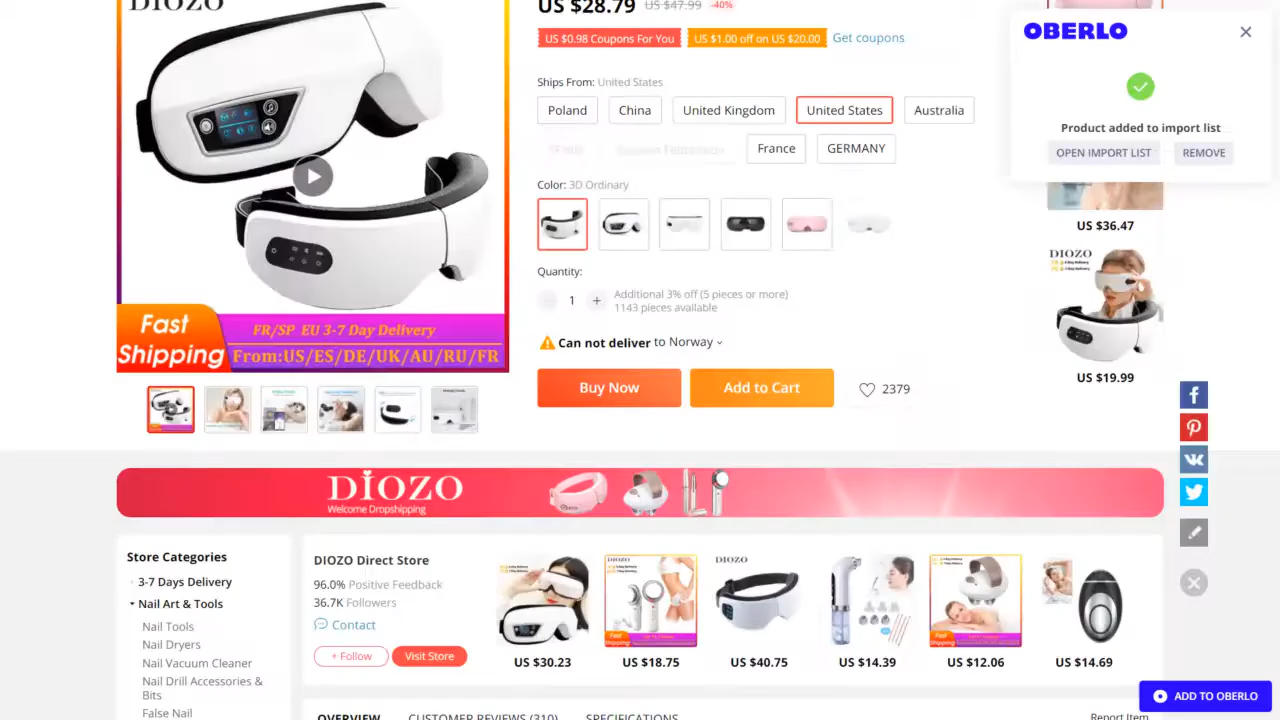 DIOZO
US $28.79 US $47.99 -40%
US $0.98 Coupons For You US $1.00 off on US $20.00 Get coupons
Ships From: United States
Poland China United Kingdom United States Australia
France GERMANY
Color: 3D Ordinary
Quantity:
1 + Additional 3% off (5 pieces or more)
1143 pieces available
Can not deliver to Norway
Buy Now Add to Cart 2379
Fast
Shipping
FR/SP EU 3-7 Day Delivery
From:US/ES/DE/UK/AU/RU/FR
OBERLO
Product added to import list
OPEN IMPORT LIST REMOVE
US $36.47
DIOZO
US $19.99
DIOZO
Welcome Dropshipping
Store Categories
3-7 Days Delivery
Nail Art & Tools
Nail Tools
Nail Dryers
Nail Vacuum Cleaner
Nail Drill Accessories &
Bits
False Nail
DIOZO Direct Store
96.0% Positive Feedback
36.7K Followers
Contact
+ Follow Visit Store
DIOZO
DIOZO
DIOZO
Fast
Shipping
Fast
Shipping
US $30.23 US $18.75 US $40.75 US $14.39 US $12.06 US $14.69
ADD TO OBERLO
OVERVIEW CUSTOMER REVIEWS (310) SPECIFICATIONS Report Item